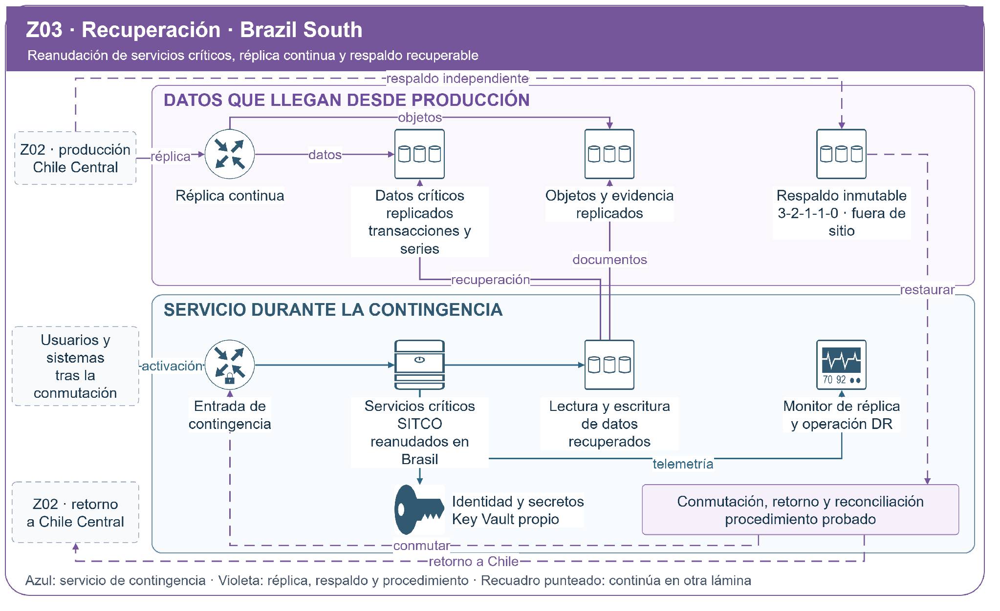 Z03 · Recuperación · Brazil South
Reanudación de servicios críticos, réplica continua y respaldo recuperable
respaldo independiente
DATOS QUE LLEGAN DESDE PRODUCCIÓN
objetos
Z02 · producción
Chile Central
réplica
datos
Réplica continua
Datos críticos
replicados
transacciones y
series
Objetos y evidencia
replicados
Respaldo inmutable
3-2-1-1-0 · fuera de
sitio
documentos
recuperación
restaurar
SERVICIO DURANTE LA CONTINGENCIA
Usuarios y
sistemas
tras la
conmutación
activación
70 92
Entrada de
contingencia
Servicios críticos
SITCO
reanudados en
Brasil
Lectura y escritura
de datos
recuperados
Monitor de réplica
y operación DR
telemetría
Z02 · retorno
a Chile Central
Identidad y secretos
Key Vault propio
Conmutación, retorno y reconciliación
procedimiento probado
conmutar
retorno a Chile
Azul: servicio de contingencia · Violeta: réplica, respaldo y procedimiento · Recuadro punteado: continúa en otra lámina